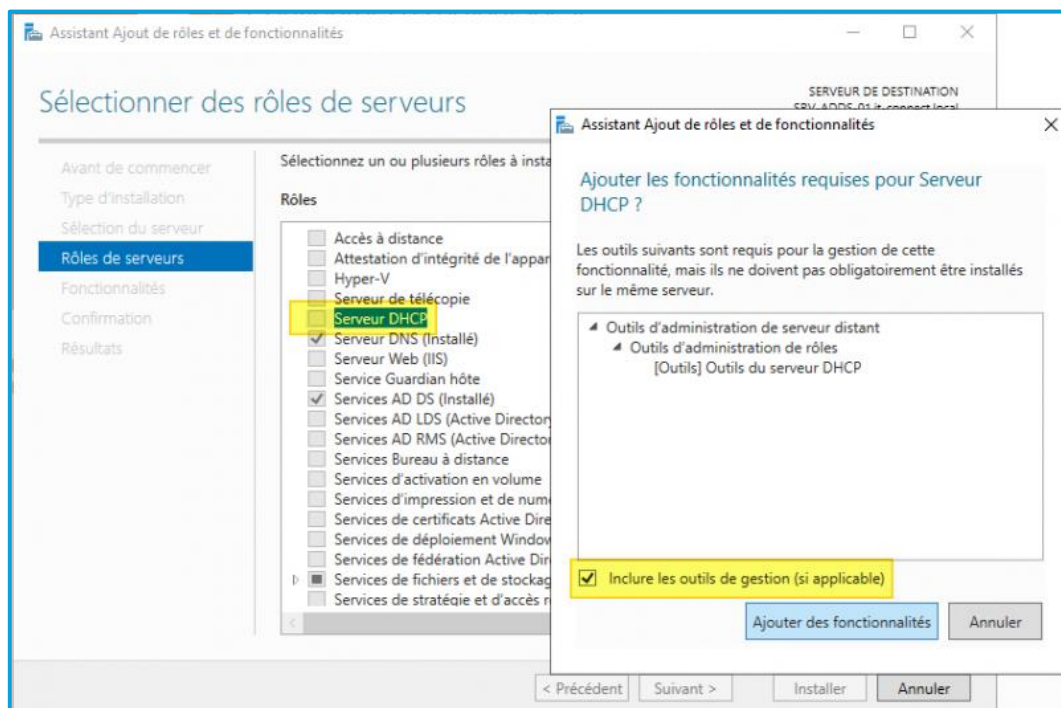 Assistant Ajout de rôles et de fonctionnalités
Sélectionner des rôles de serveurs
SERVEUR DE DESTINATION
SRV-ADDS-01.it-connect.local
Avant de commencer
Type d'installation
Sélection du serveur
Rôles de serveurs
Fonctionnalités
Confirmation
Résultats
Sélectionnez un ou plusieurs rôles à insta
Rôles
Accès à distance
Attestation d'intégrité de l'appar
Hyper-V
Serveur de télécopie
Serveur DHCP
Serveur DNS (Installé)
Serveur Web (IIS)
Service Guardian hôte
Services AD DS (Installé)
Services AD LDS (Active Directory
Services AD RMS (Active Director
Services Bureau à distance
Services d'activation en volume
Services d'impression et de num
Services de certificats Active Dire
Services de déploiement Window
Services de fédération Active Dir
Services de fichiers et de stockag
Services de stratégie et d'accès r
< Précédent
Suivant >
Installer
Annuler
Assistant Ajout de rôles et de fonctionnalités
Ajouter les fonctionnalités requises pour Serveur
DHCP ?
Les outils suivants sont requis pour la gestion de cette
fonctionnalité, mais ils ne doivent pas obligatoirement être installés
sur le même serveur.
Outils d'administration de serveur distant
Outils d'administration de rôles
[Outils] Outils du serveur DHCP
Inclure les outils de gestion (si applicable)
Ajouter des fonctionnalités
Annuler